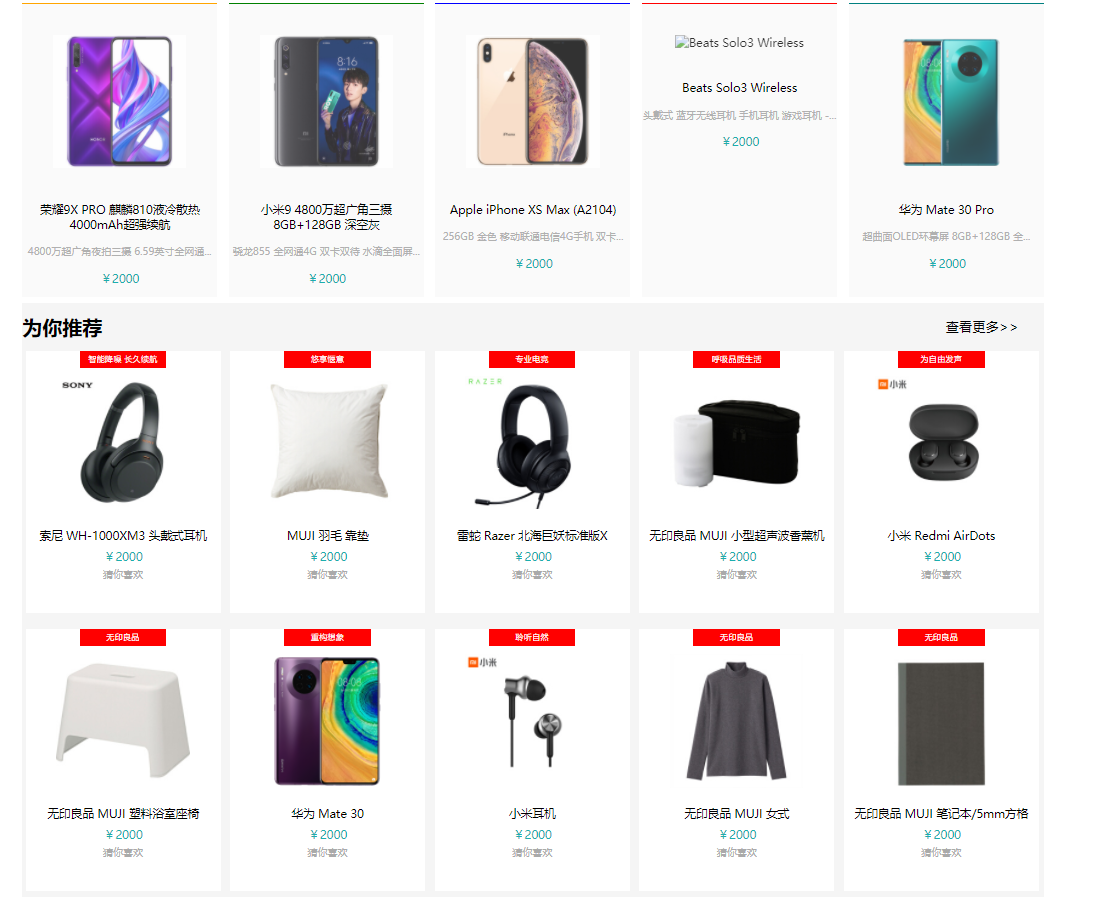 Beats Solo3 Wireless
Beats Solo3 Wireless
头戴式 蓝牙无线耳机 手机耳机 游戏耳机 -...
￥2000
荣耀9X PRO 麒麟810液冷散热
4000mAh超强续航
4800万超广角夜拍三摄 6.59英寸全网通...
￥2000
小米9 4800万超广角三摄
8GB+128GB 深空灰
骁龙855 全网通4G 双卡双待 水滴全面屏...
￥2000
Apple iPhone XS Max (A2104)
256GB 金色 移动联通电信4G手机 双卡...
￥2000
华为 Mate 30 Pro
超曲面OLED环幕屏 8GB+128GB 全...
￥2000
为你推荐
查看更多>>
智能降噪 长久续航
SONY
索尼 WH-1000XM3 头戴式耳机
￥2000
猜你喜欢
悠享惬意
MUJI 羽毛 靠垫
￥2000
猜你喜欢
专业电竞
RAZER
雷蛇 Razer 北海巨妖标准版X
￥2000
猜你喜欢
呼吸品质生活
无印良品 MUJI 小型超声波香薰机
￥2000
猜你喜欢
为自由发声
小米
小米 Redmi AirDots
￥2000
猜你喜欢
无印良品
无印良品 MUJI 塑料浴室座椅
￥2000
猜你喜欢
重构想象
08:08
华为 Mate 30
￥2000
猜你喜欢
聆听自然
小米
小米耳机
￥2000
猜你喜欢
无印良品
无印良品 MUJI 女式
￥2000
猜你喜欢
无印良品
无印良品 MUJI 笔记本/5mm方格
￥2000
猜你喜欢